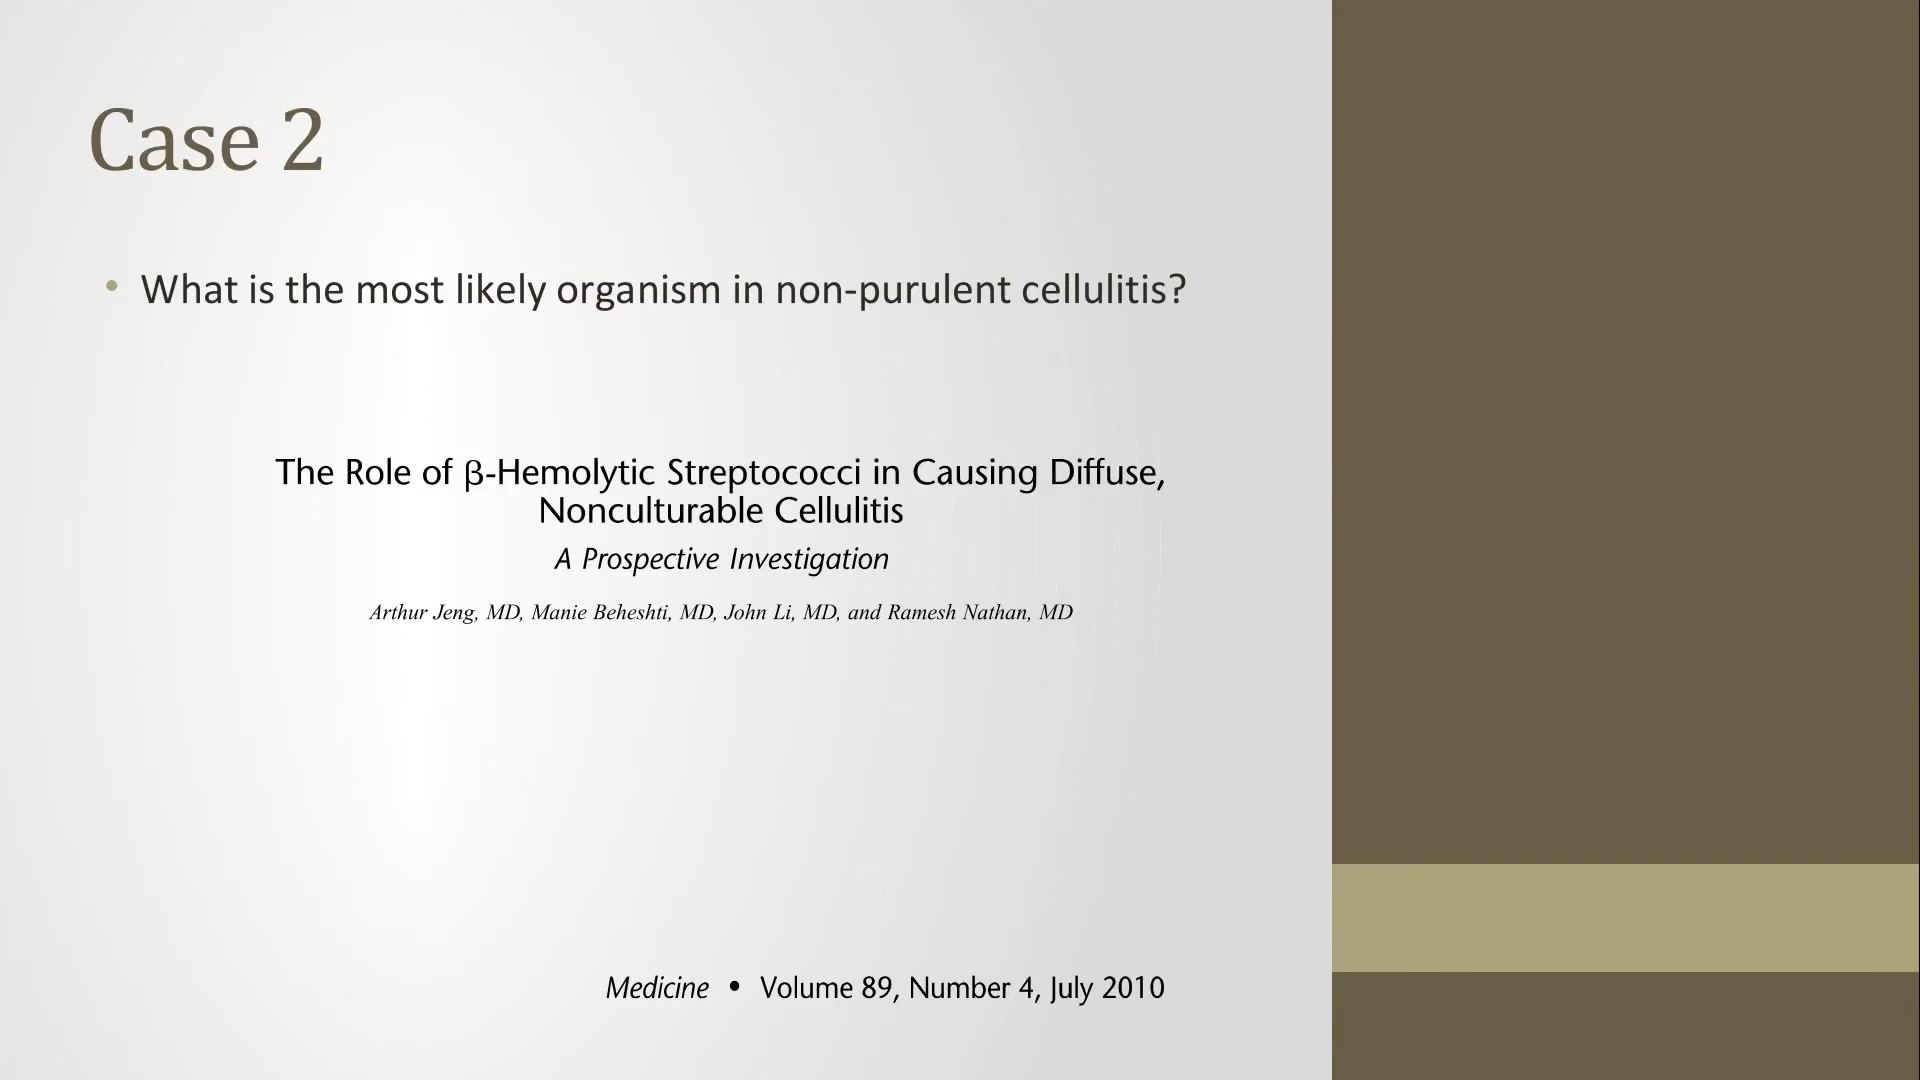 Case 2
• What is the most likely organism in non-purulent cellulitis?
The Role of β-Hemolytic Streptococci in Causing Diffuse,
Nonculturable Cellulitis
A Prospective Investigation
Arthur Jeng, MD, Manie Beheshti, MD, John Li, MD, and Ramesh Nathan, MD
Medicine • Volume 89, Number 4, July 2010